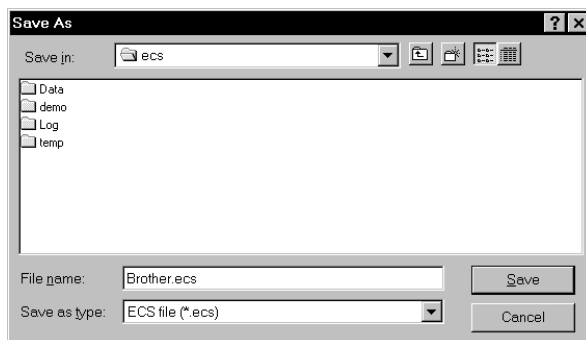 Save As
Save in: ecs
Data
demo
Log
temp
File name: Brother.ecs Save
Save as type: ECS file (*.ecs) Cancel